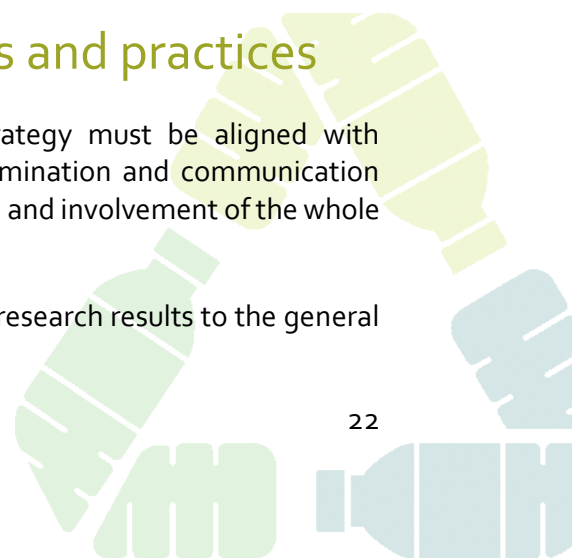 s and practices
rategy must be aligned with
mination and communication
and involvement of the whole
research results to the general
22